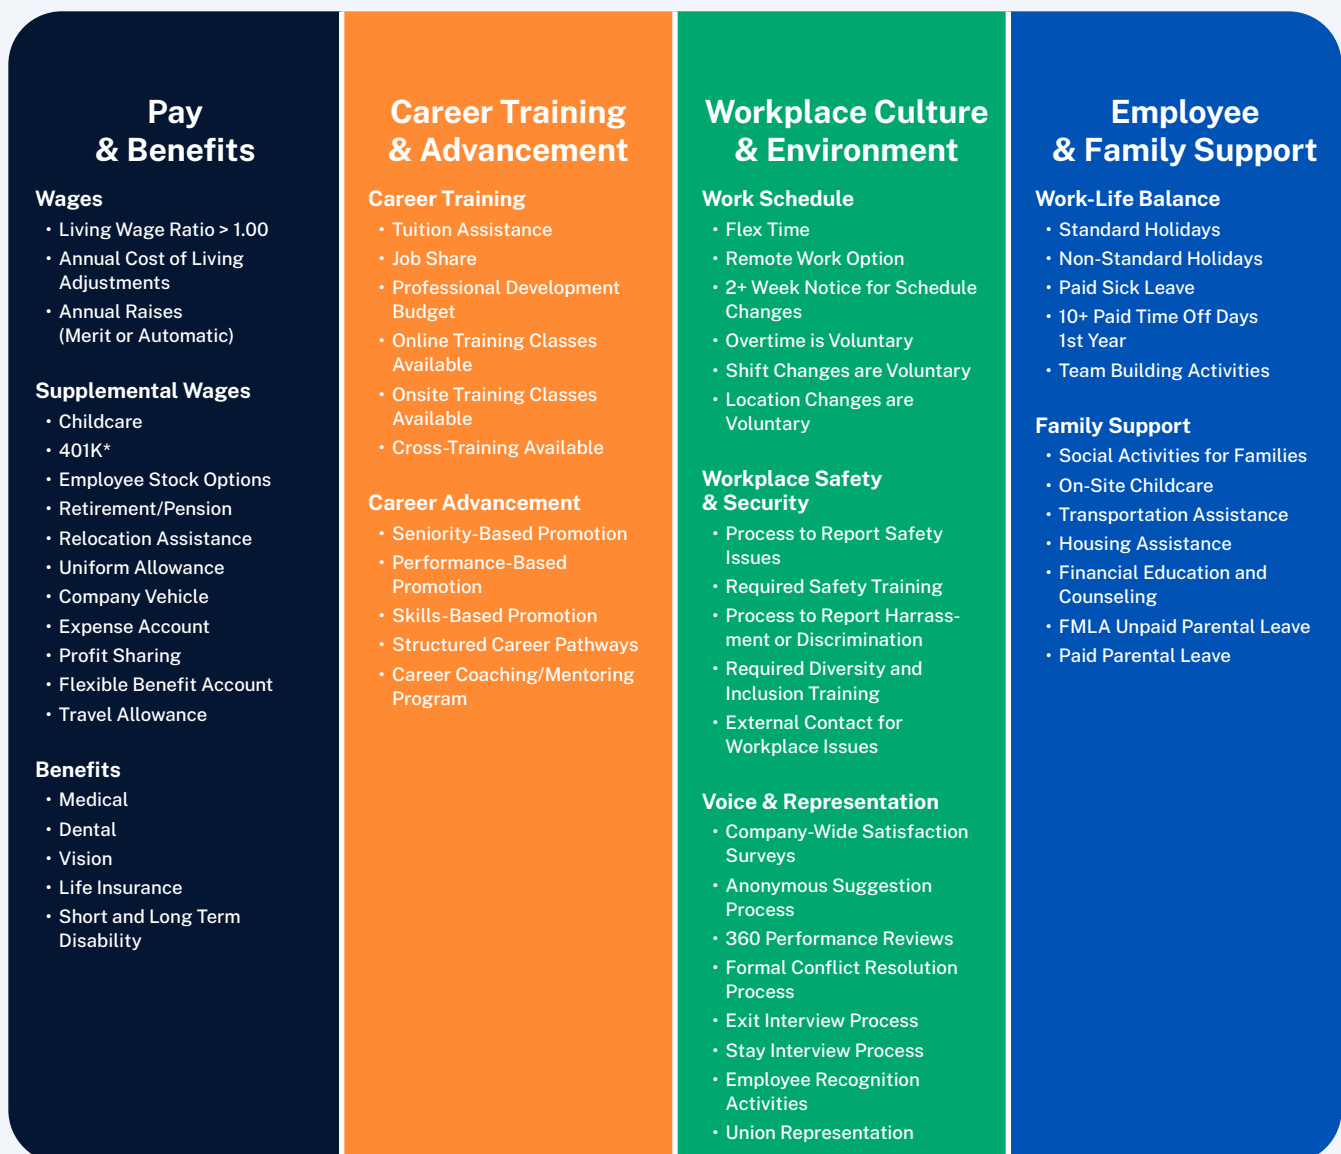 Pay
& Benefits
Wages
• Living Wage Ratio > 1.00
• Annual Cost of Living
Adjustments
• Annual Raises
(Merit or Automatic)
Supplemental Wages
• Childcare
• 401K*
• Employee Stock Options
• Retirement/Pension
• Relocation Assistance
• Uniform Allowance
• Company Vehicle
• Expense Account
• Profit Sharing
• Flexible Benefit Account
• Travel Allowance
Benefits
• Medical
• Dental
• Vision
• Life Insurance
• Short and Long Term
Disability
Career Training
& Advancement
Career Training
• Tuition Assistance
• Job Share
• Professional Development
Budget
• Online Training Classes
Available
• Onsite Training Classes
Available
• Cross-Training Available
Career Advancement
• Seniority-Based Promotion
• Performance-Based
Promotion
• Skills-Based Promotion
• Structured Career Pathways
• Career Coaching/Mentoring
Program
Workplace Culture
& Environment
Work Schedule
• Flex Time
• Remote Work Option
• 2+ Week Notice for Schedule
Changes
• Overtime is Voluntary
• Shift Changes are Voluntary
• Location Changes are
Voluntary
Workplace Safety
& Security
• Process to Report Safety
Issues
• Required Safety Training
• Process to Report Harrass-
ment or Discrimination
• Required Diversity and
Inclusion Training
• External Contact for
Workplace Issues
Voice & Representation
• Company-Wide Satisfaction
Surveys
• Anonymous Suggestion
Process
• 360 Performance Reviews
• Formal Conflict Resolution
Process
• Exit Interview Process
• Stay Interview Process
• Employee Recognition
Activities
• Union Representation
Employee
& Family Support
Work-Life Balance
• Standard Holidays
• Non-Standard Holidays
• Paid Sick Leave
• 10+ Paid Time Off Days
1st Year
• Team Building Activities
Family Support
• Social Activities for Families
• On-Site Childcare
• Transportation Assistance
• Housing Assistance
• Financial Education and
Counseling
• FMLA Unpaid Parental Leave
• Paid Parental Leave